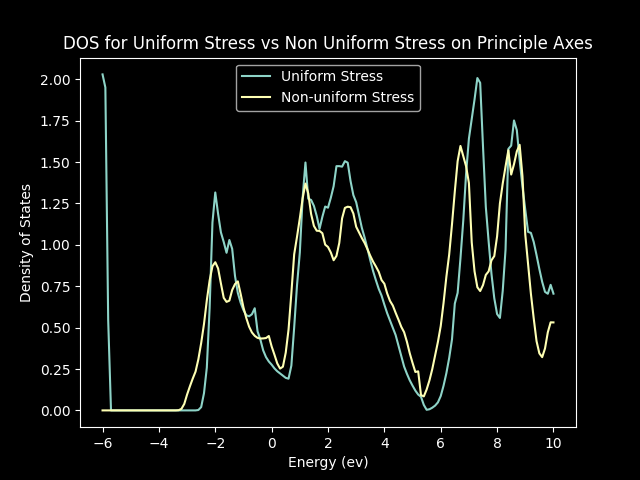 DOS for Uniform Stress vs Non Uniform Stress on Principle Axes
Uniform Stress
Non-uniform Stress
Density of States
2.00
1.75
1.50
1.25
1.00
0.75
0.50
0.25
0.00
−6 −4 −2 0 2 4 6 8 10
Energy (ev)